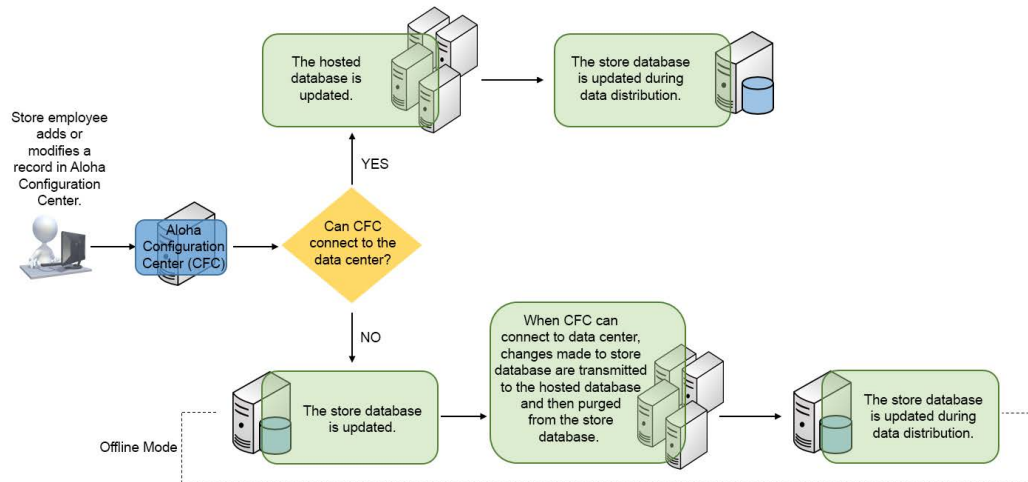 Store employee
adds or
modifies a
record in Aloha
Configuration
Center.
Aloha
Configuration
Center (CFC)
Can CFC
connect to the
data center?
YES
The hosted
database is
updated.
The store database
is updated during
data distribution.
NO
Offline Mode
The store database
is updated.
When CFC can
connect to data center,
changes made to store
database are transmitted
to the hosted database
and then purged
from the store
database.
The store database
is updated during
data distribution.